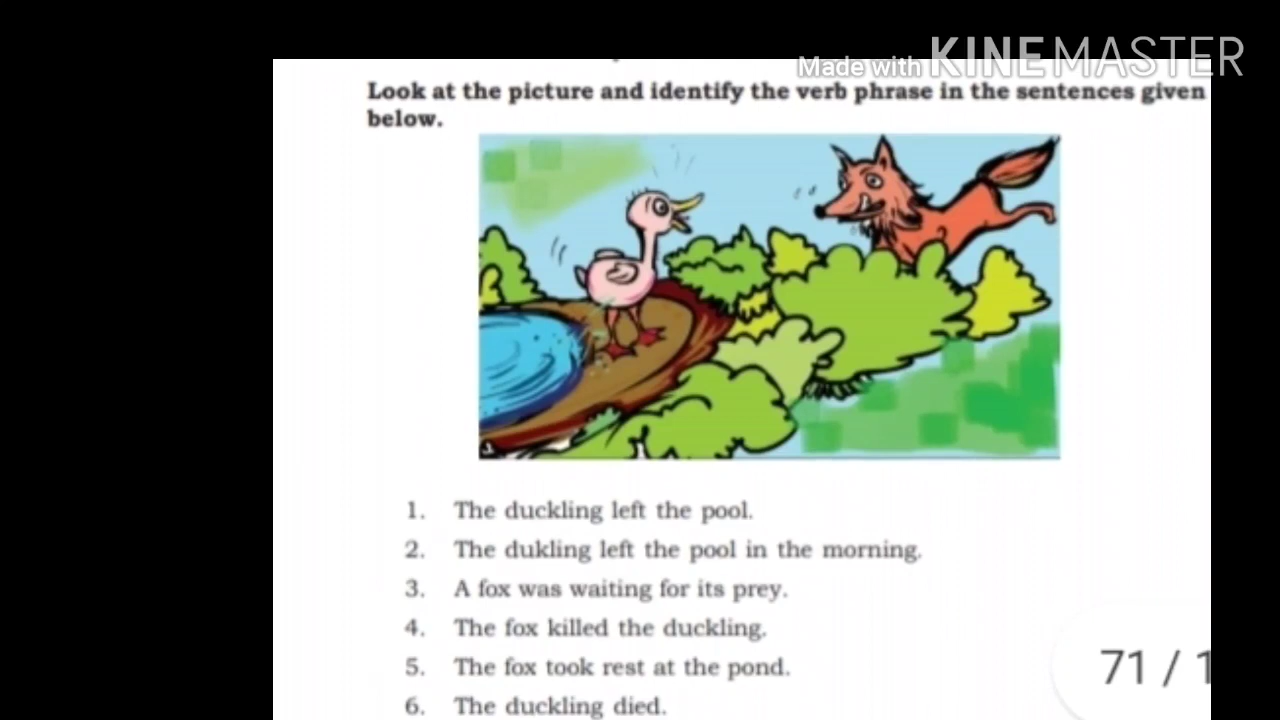 Made with KINEMASTER
Look at the picture and identify the verb phrase in the sentences given
below.
1. The duckling left the pool.
2. The dukling left the pool in the morning.
3. A fox was waiting for its prey.
4. The fox killed the duckling.
5. The fox took rest at the pond.
71 / 1
6. The duckling died.